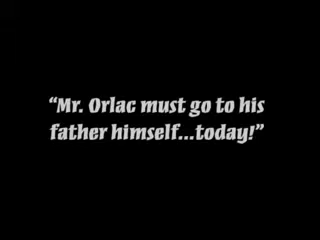 “Mr. Orlac must go to his
father himself...today!”